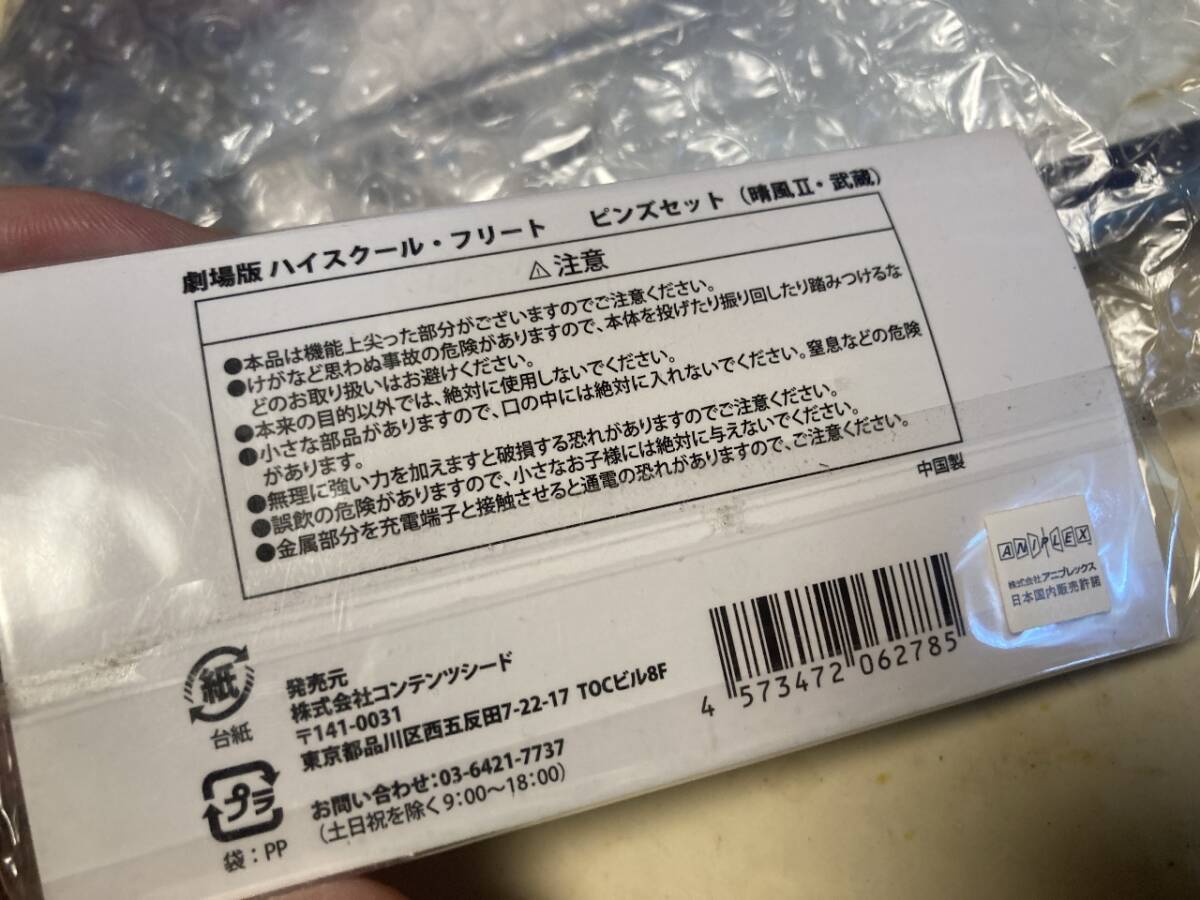 劇場版 ハイスクール・フリート　ピンズセット（晴風Ⅱ・武蔵）
⚠注意
●本品は機能上尖った部分がございますのでご注意ください。
●けがなど思わぬ事故の危険がありますので、本体を投げたり振り回したり踏みつけるな
どのお取り扱いはお避けください。
●本来の目的以外では、絶対に使用しないでください。
●小さな部品がありますので、口の中には絶対に入れないでください。窒息などの危険
があります。
●無理に強い力を加えますと破損する恐れがありますのでご注意ください。
●誤飲の危険がありますので、小さなお子様には絶対に与えないでください。
●金属部分を充電端子と接触させると通電の恐れがありますので、ご注意ください。
中国製
ANIPLEX
株式会社アニプレックス
日本国内販売許諾
紙
台紙
プラ
袋：PP
発売元
株式会社コンテンツシード
〒141-0031
東京都品川区西五反田7-22-17 TOCビル8F
お問い合わせ：03-6421-7737
（土日祝を除く9:00～18:00）
4 573472 062785